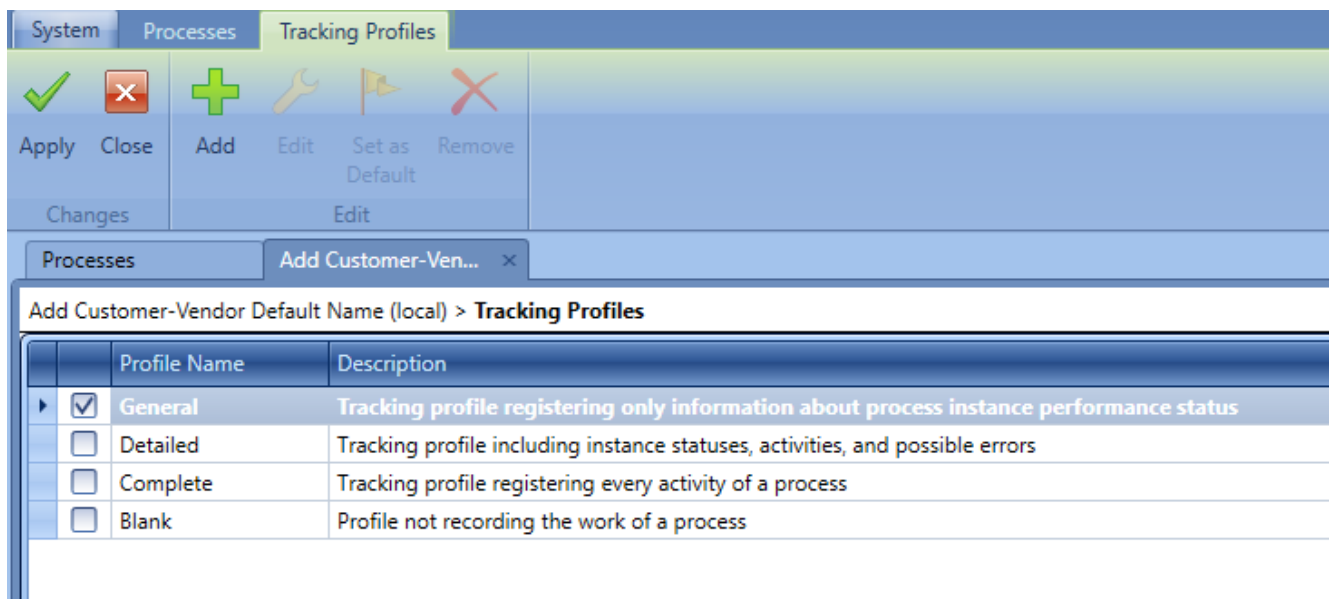 System Processes Tracking Profiles
Apply Close Add Edit Set as Default Remove
Changes Edit
Processes Add Customer-Ven...
Add Customer-Vendor Default Name (local) > Tracking Profiles
Profile Name Description
General Tracking profile registering only information about process instance performance status
Detailed Tracking profile including instance statuses, activities, and possible errors
Complete Tracking profile registering every activity of a process
Blank Profile not recording the work of a process